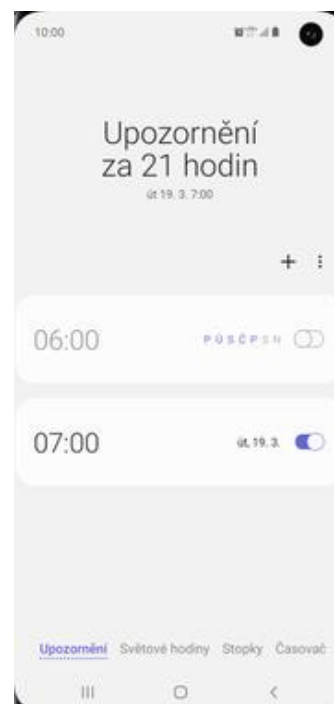 10:00
Upozornění
za 21 hodin
út 19. 3. 7:00
06:00 P Ú S Č P S N
07:00 út, 19. 3.
Upozornění Světové hodiny Stopky Časovač